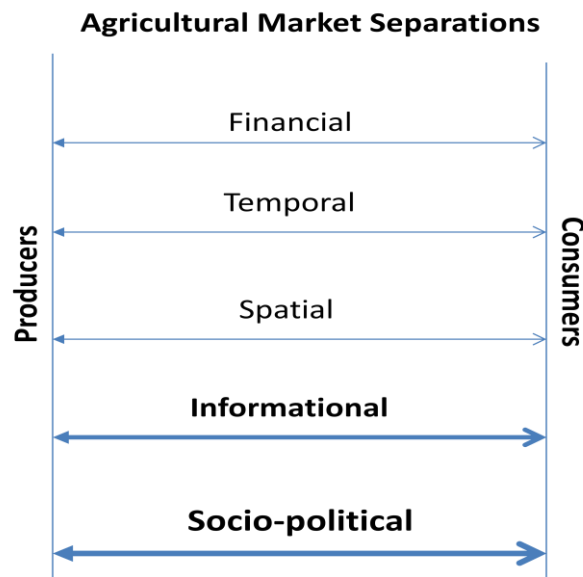 Agricultural Market Separations
Financial
Temporal
Producers
Consumers
Spatial
Informational
Socio-political